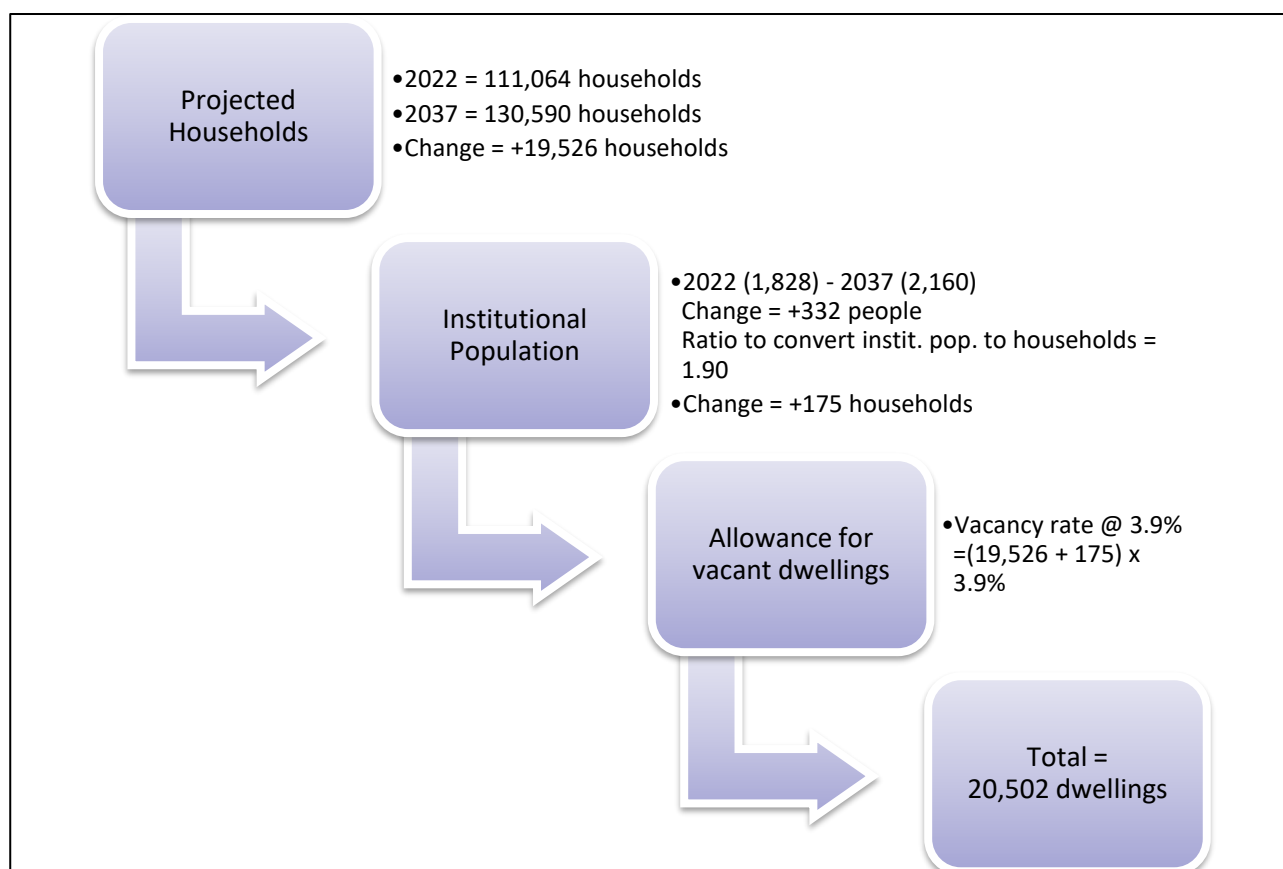 Projected
Households
•2022 = 111,064 households
•2037 = 130,590 households
•Change = +19,526 households
Institutional
Population
•2022 (1,828) - 2037 (2,160)
Change = +332 people
Ratio to convert instit. pop. to households =
1.90
•Change = +175 households
Allowance for
vacant dwellings
•Vacancy rate @ 3.9%
=(19,526 + 175) x
3.9%
Total =
20,502 dwellings